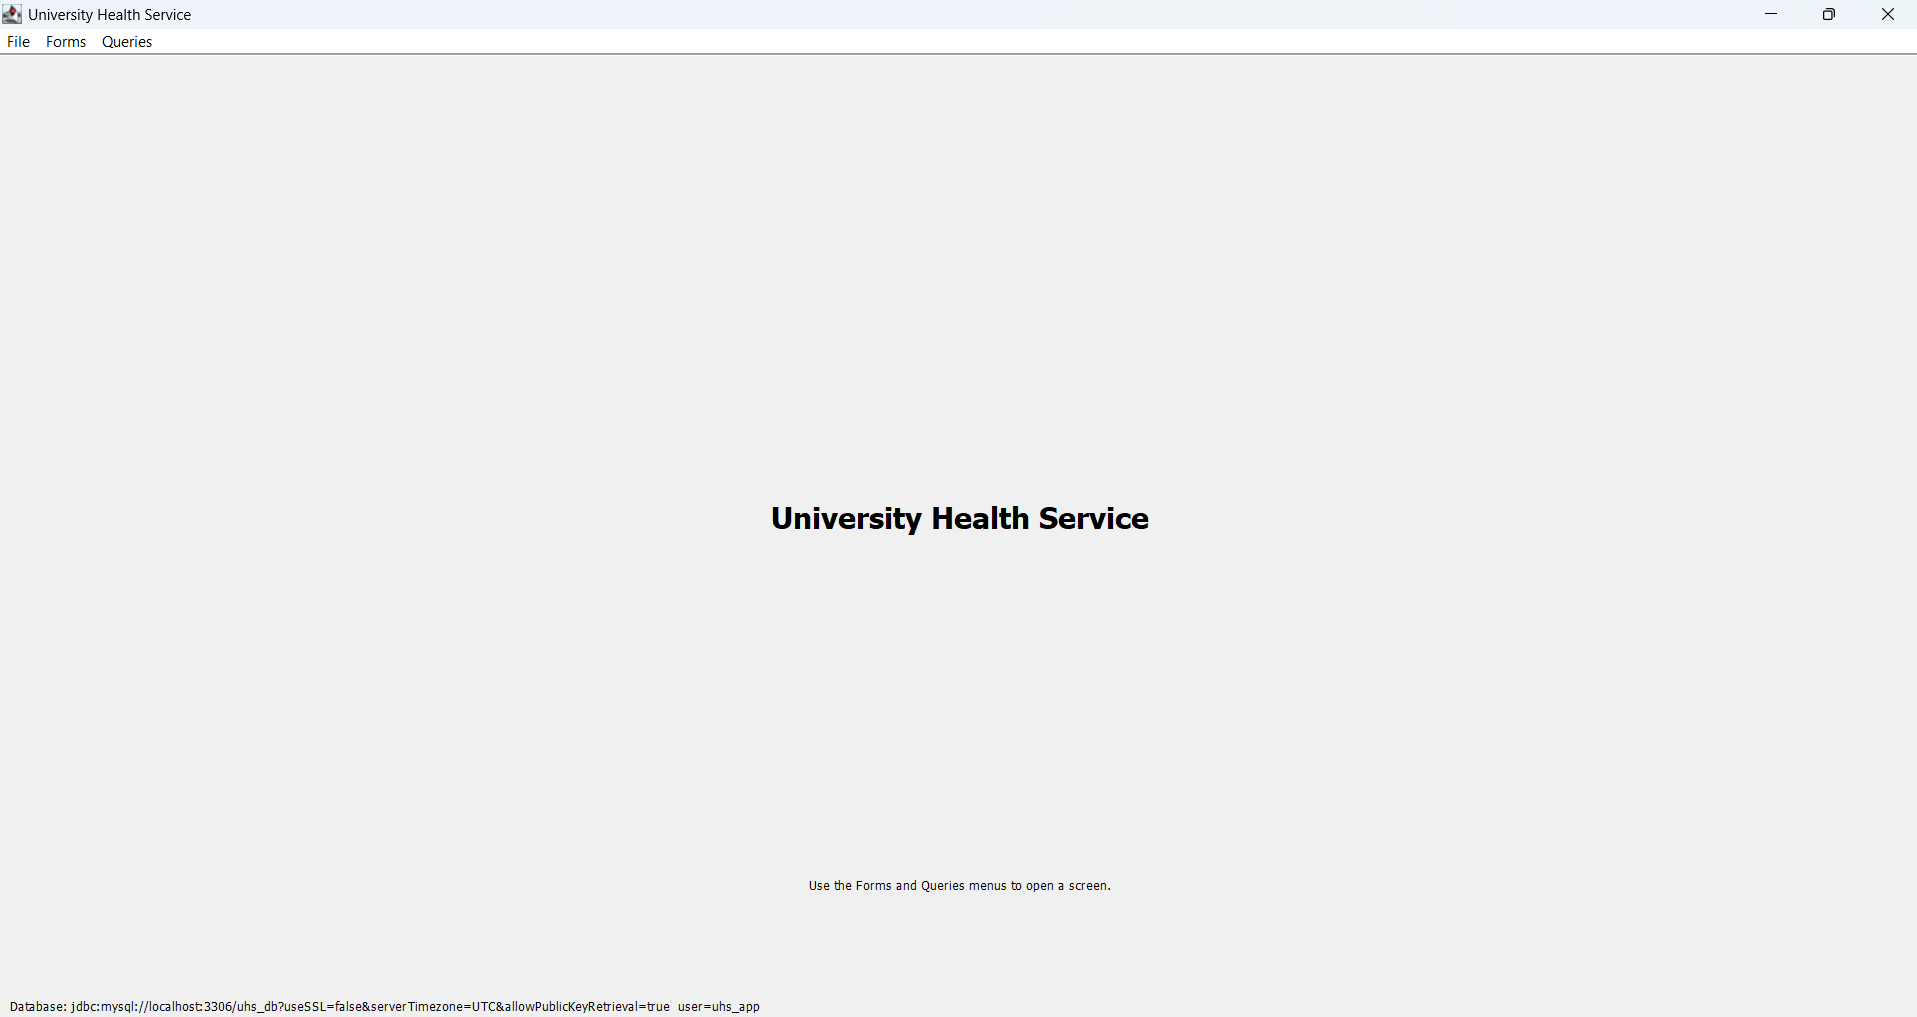 University Health Service
File Forms Queries
University Health Service
Use the Forms and Queries menus to open a screen.
Database: jdbc:mysql://localhost:3306/uhs_db?useSSL=false&serverTimezone=UTC&allowPublicKeyRetrieval=true user=uhs_app